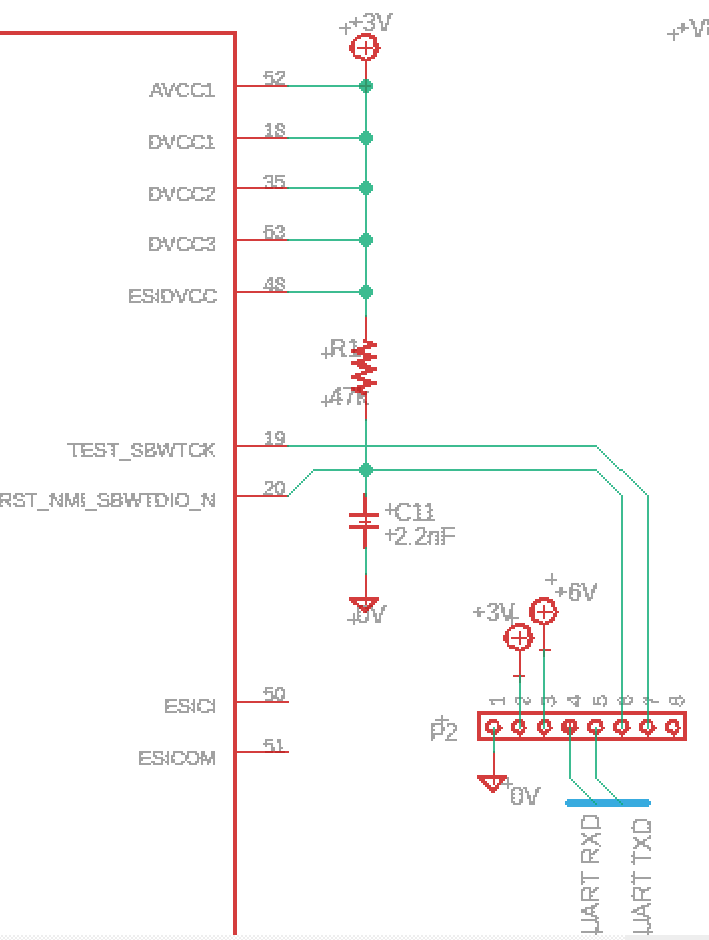 +3V
+V
AVCC1
52
DVCC1
18
DVCC2
35
DVCC3
53
ESIDVCC
48
R1
47k
TEST_SBWTCK
19
RST_NMI_SBWTDIO_N
20
C11
2.2nF
0V
+6V
+3V
ESICI
50
1 2 3 4 5 6 7 8
P2
ESICOM
51
0V
UART RXD
UART TXD